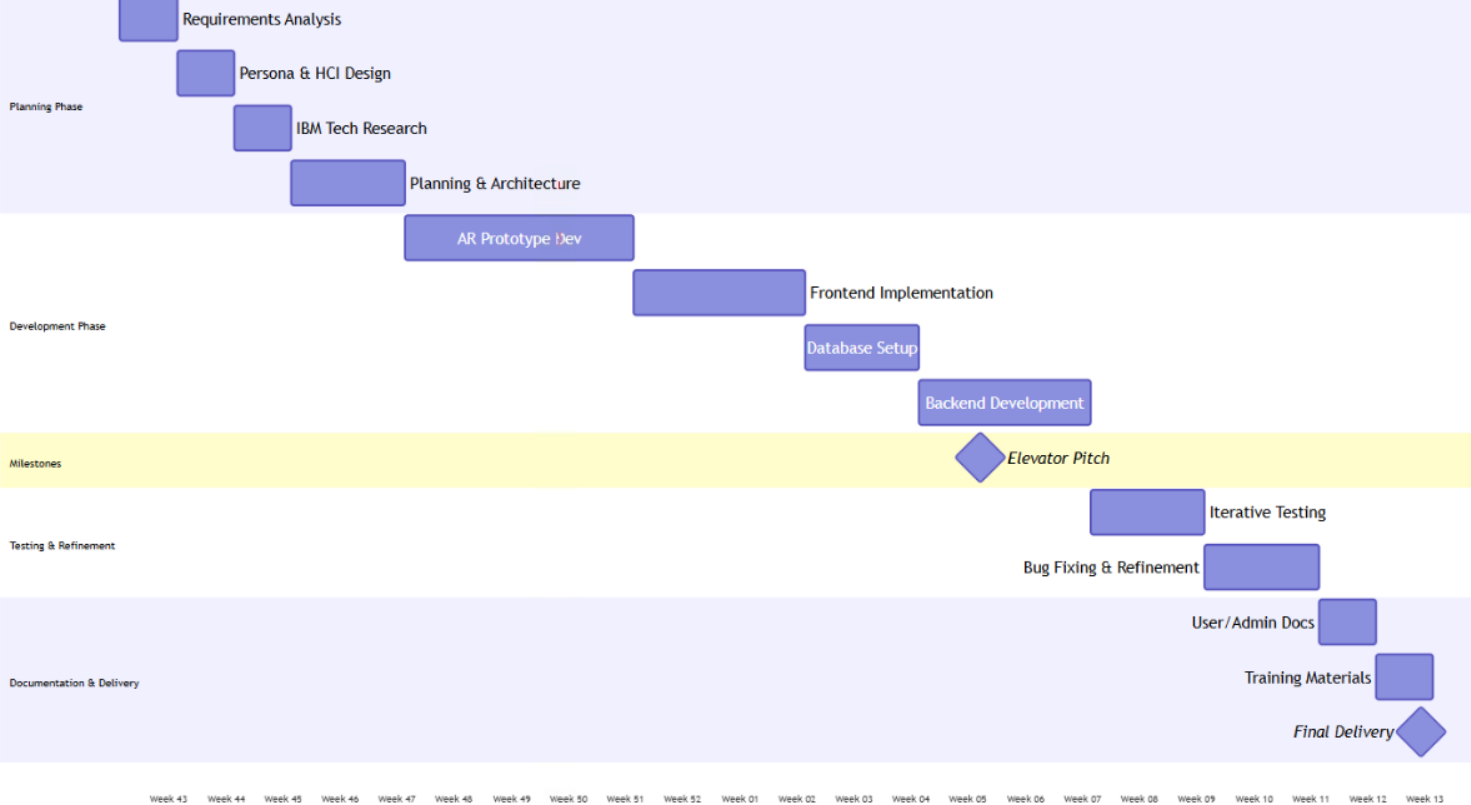 Requirements Analysis
Persona & HCI Design
Planning Phase
IBM Tech Research
Planning & Architecture
AR Prototype Dev
Frontend Implementation
Development Phase
Database Setup
Backend Development
Milestones
Elevator Pitch
Iterative Testing
Testing & Refinement
Bug Fixing & Refinement
User/Admin Docs
Training Materials
Documentation & Delivery
Final Delivery
Week 43 Week 44 Week 45 Week 46 Week 47 Week 48 Week 49 Week 50 Week 51 Week 52 Week 01 Week 02 Week 03 Week 04 Week 05 Week 06 Week 07 Week 08 Week 09 Week 10 Week 11 Week 12 Week 13